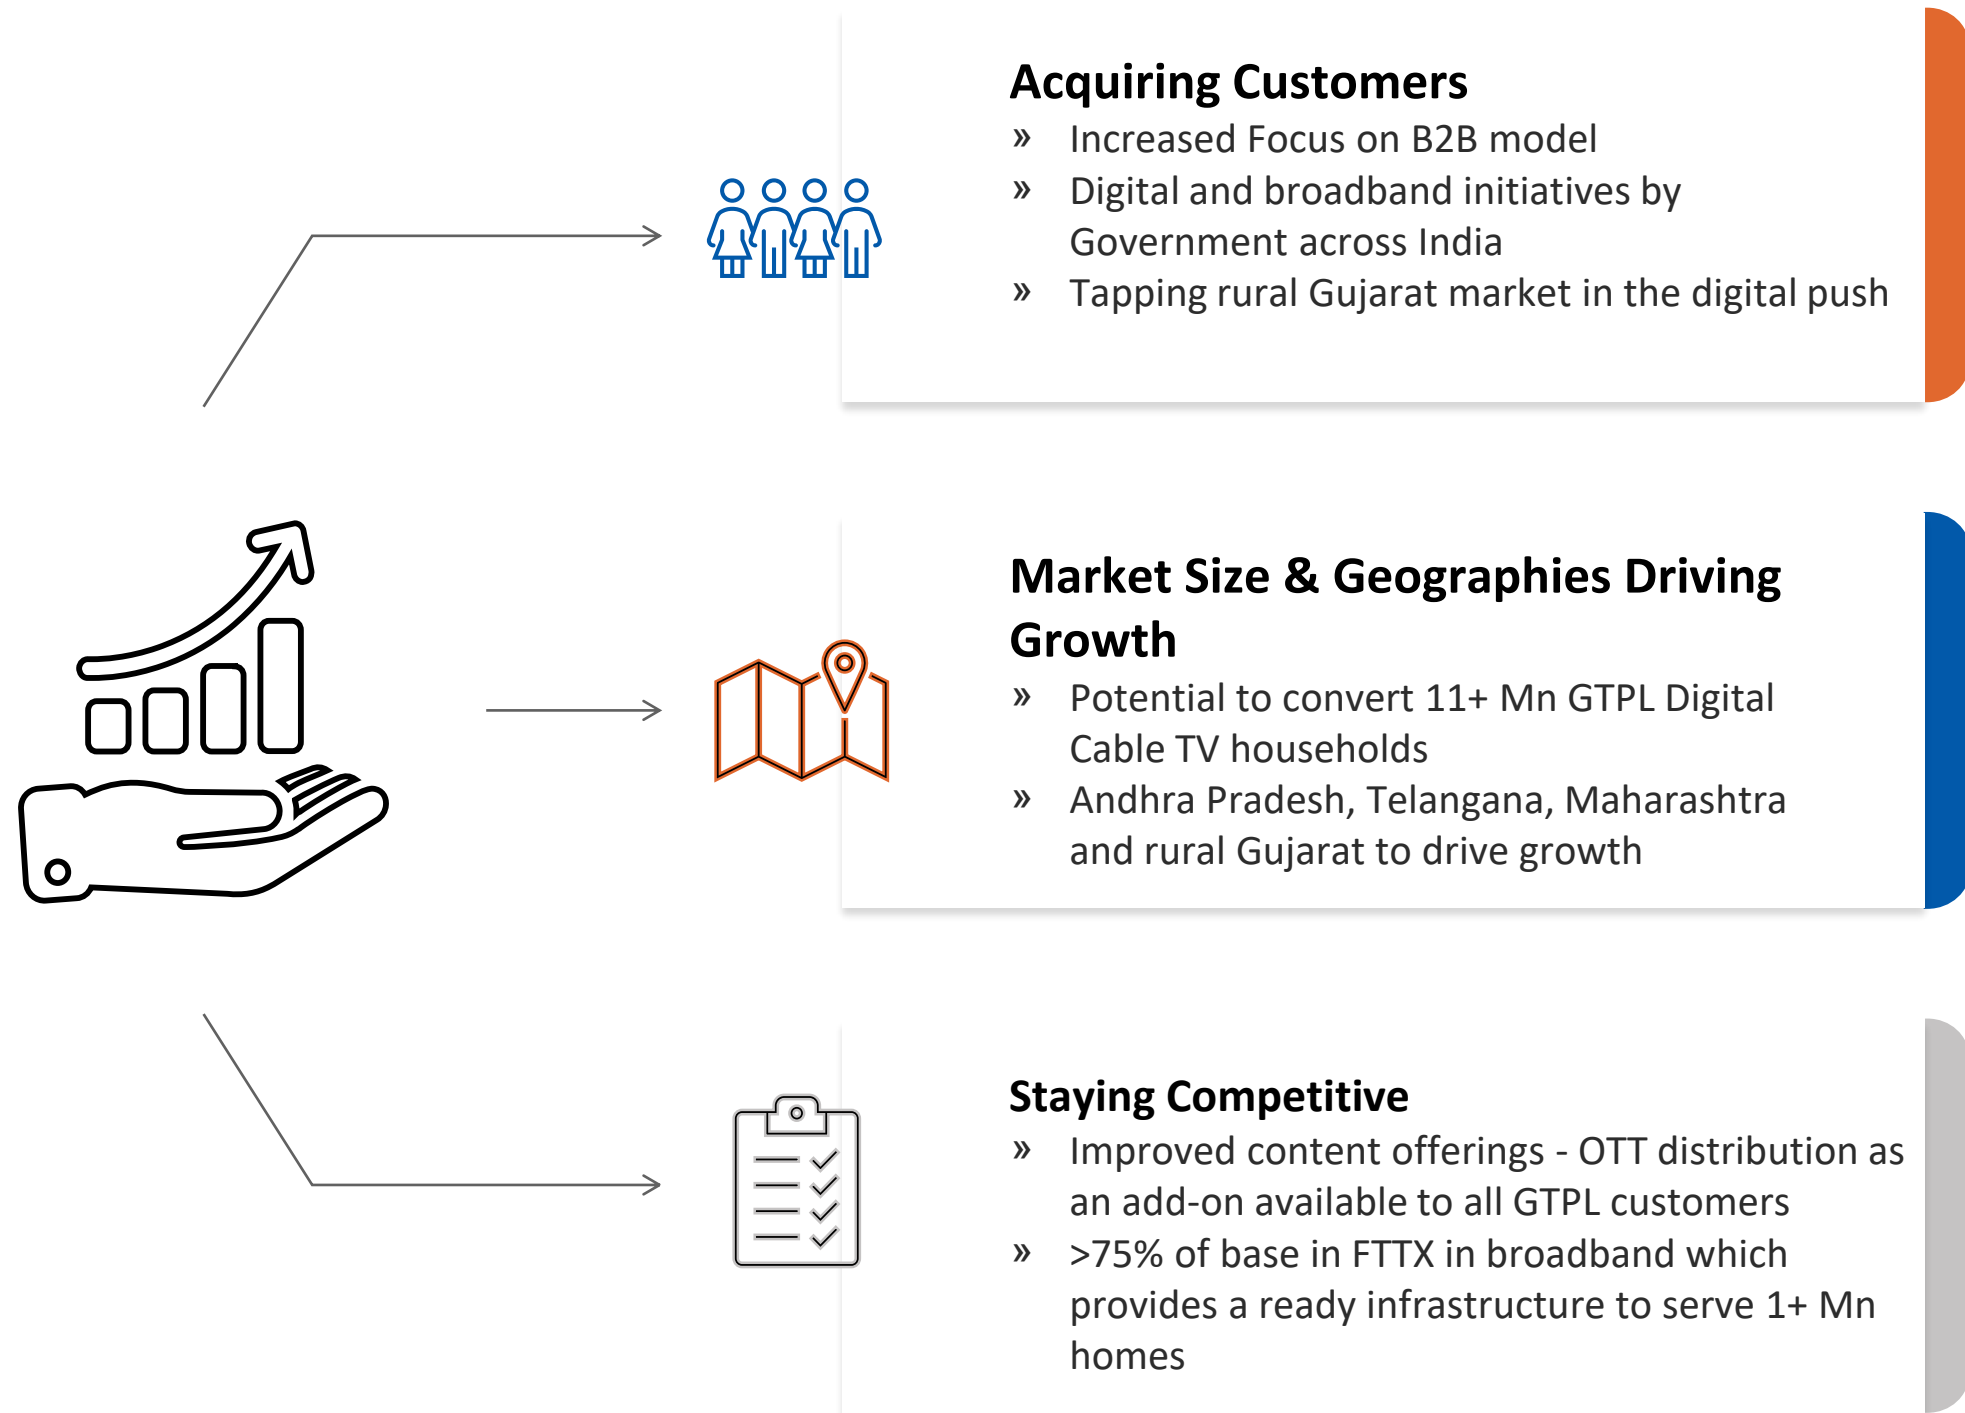 Acquiring Customers
» Increased Focus on B2B model
» Digital and broadband initiatives by
Government across India
» Tapping rural Gujarat market in the digital push
Market Size & Geographies Driving
Growth
» Potential to convert 11+ Mn GTPL Digital
Cable TV households
» Andhra Pradesh, Telangana, Maharashtra
and rural Gujarat to drive growth
Staying Competitive
» Improved content offerings - OTT distribution as
an add-on available to all GTPL customers
» >75% of base in FTTX in broadband which
provides a ready infrastructure to serve 1+ Mn
homes